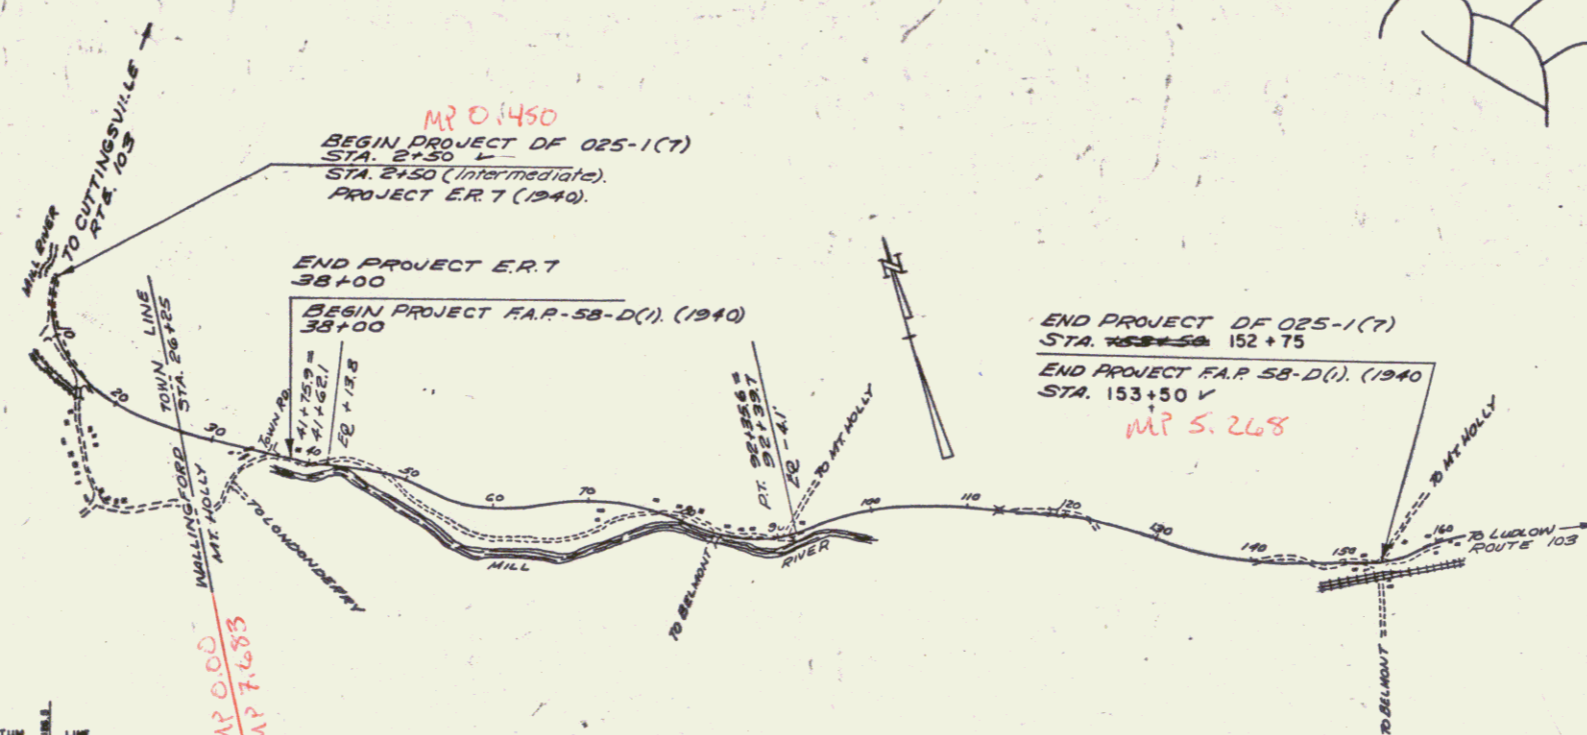 TO CUTTINGSVILLE
RTE. 103
MILL RIVER
MP 0.450
BEGIN PROJECT DF 025-1(7)
STA. 2+50 ✓
STA. 2+50 (Intermediate).
PROJECT E.R. 7 (1940).
END PROJECT E.R. 7
38+00
BEGIN PROJECT F.A.P.-58-D(1). (1940)
38+00
TOWN LINE
STA. 26+25
WALLINGFORD
MT. HOLLY
MP 0.00
MP 7.683
TOWN RD.
41+75.9 =
41+62.1
EQ +13.8
TO LONDONDERRY
P.T. 92+35.6 =
92+39.7
EQ -4.1
TO MT. HOLLY
END PROJECT DF 025-1(7)
STA. 152+75
END PROJECT F.A.P. 58-D(1). (1940
STA. 153+50 ✓
MP 5.268
TO MT. HOLLY
TO LUDLOW
ROUTE 103
TO BELMONT
TO BELMONT
MILL
RIVER
N
20
30
50
60
70
100
110
120
130
140
150
160